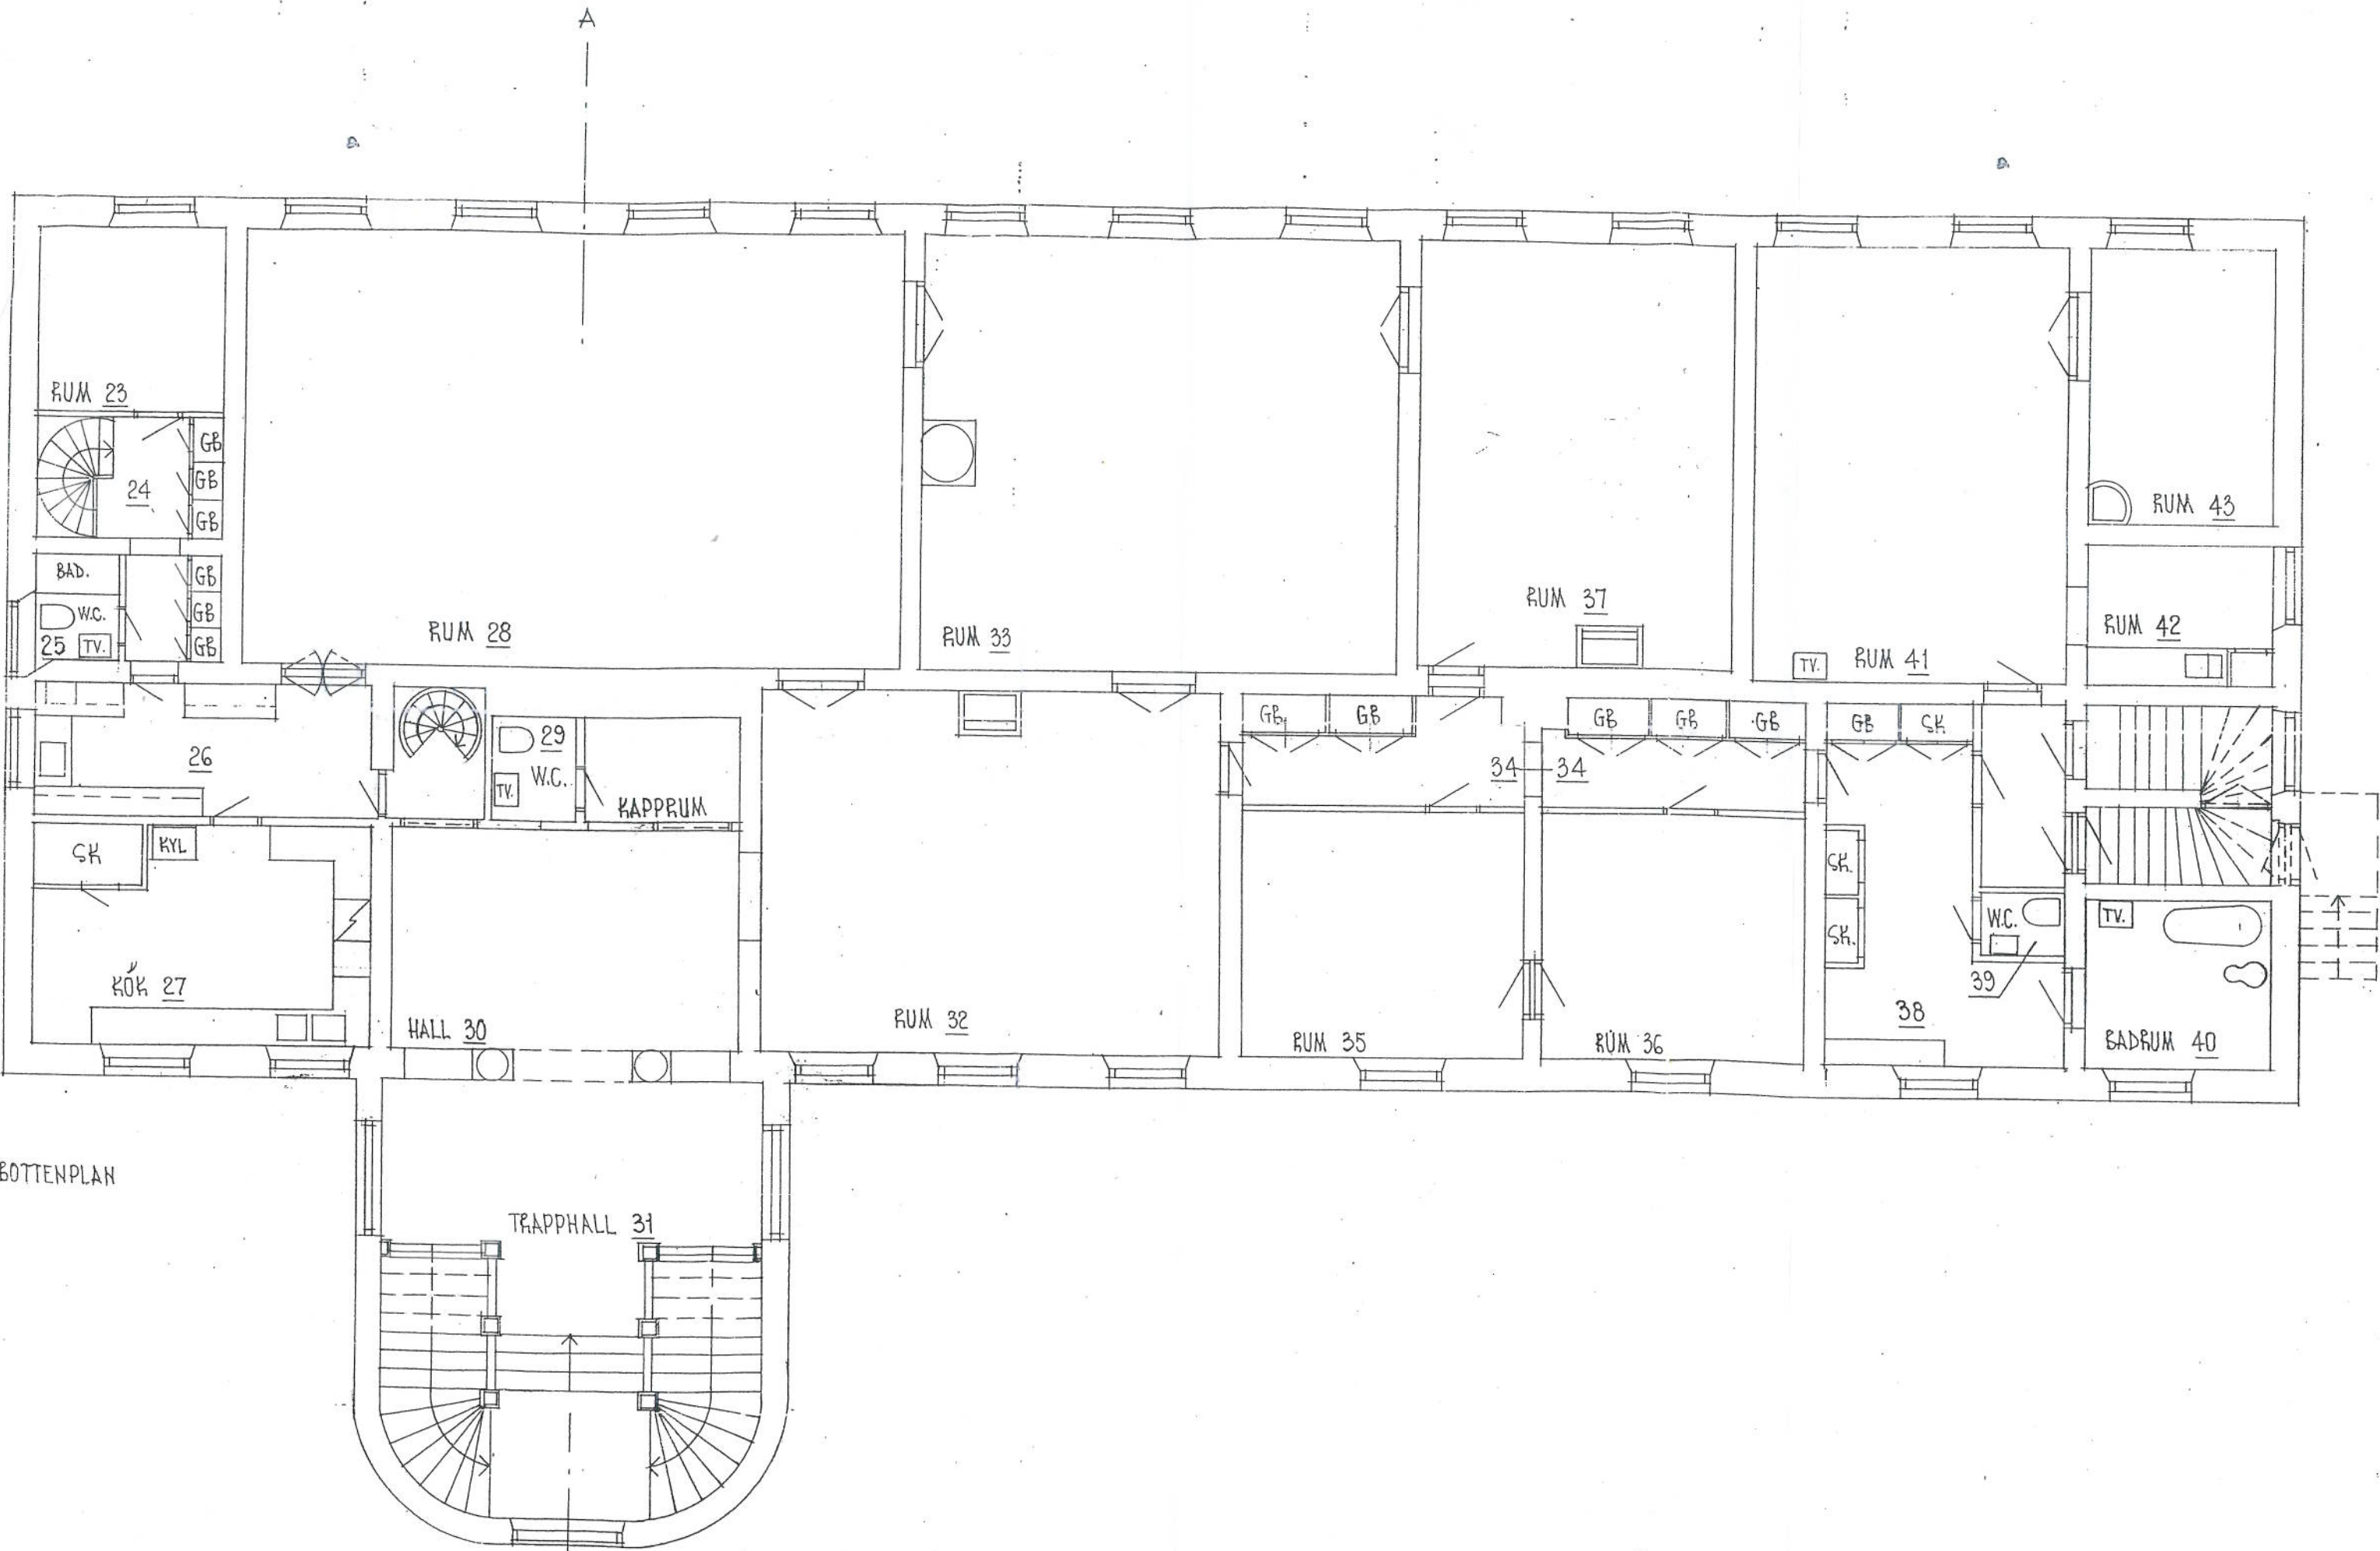 A
RUM 23
GB
GB
24
GB
BAD.
GB
W.C.
GB
25 TV.
GB
RUM 28
RUM 33
RUM 37
TV. RUM 41
RUM 43
RUM 42
26
29
TV. W.C.
KAPPRUM
GB GB
34 34
GB GB GB
GB SK
SK
KYL
KÖK 27
HALL 30
RUM 32
RUM 35
RUM 36
SK.
SK.
38
W.C.
39
TV.
BADRUM 40
BOTTENPLAN
TRAPPHALL 31